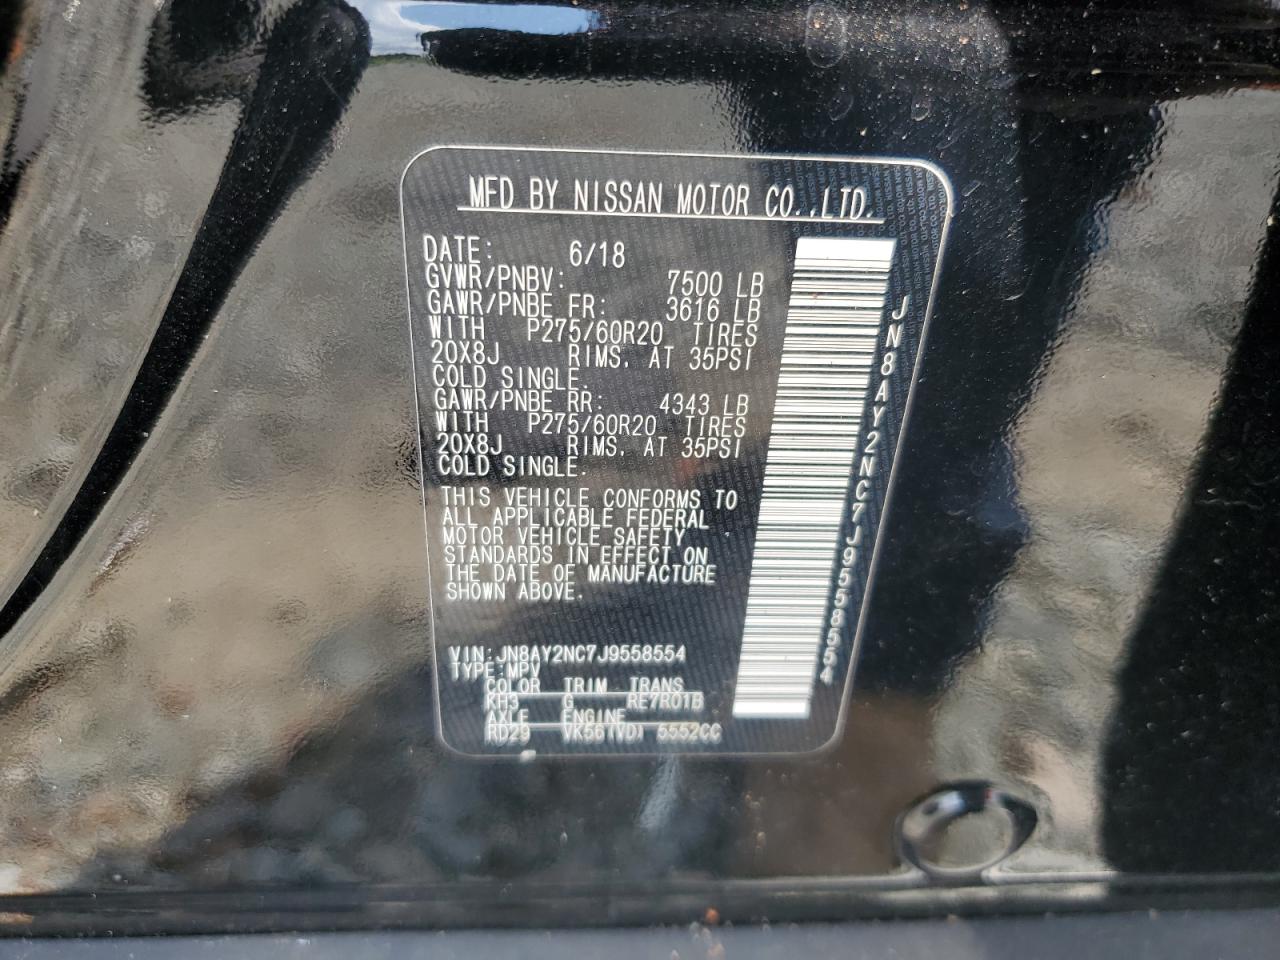 MFD BY NISSAN MOTOR CO.,LTD.
DATE: 6/18
GVWR/PNBV: 7500 LB
GAWR/PNBE FR: 3616 LB
WITH P275/60R20 TIRES
20X8J RIMS, AT 35PSI
COLD SINGLE.
GAWR/PNBE RR: 4343 LB
WITH P275/60R20 TIRES
20X8J RIMS, AT 35PSI
COLD SINGLE.
THIS VEHICLE CONFORMS TO
ALL APPLICABLE FEDERAL
MOTOR VEHICLE SAFETY
STANDARDS IN EFFECT ON
THE DATE OF MANUFACTURE
SHOWN ABOVE.
VIN:JN8AY2NC7J9558554
TYPE:MPV
COLOR TRIM TRANS
KH3 G RE7R01B
AXLE ENGINE
RD29 VK56(VD) 5552CC
JN8AY2NC7J9558554